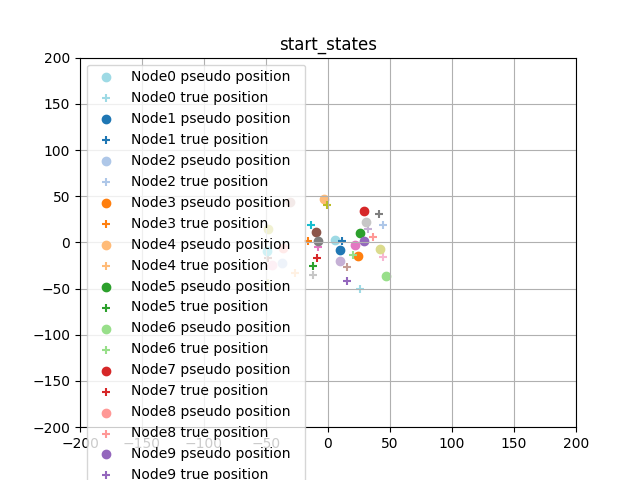 start_states
200
150
100
50
0
−50
−100
−150
−200
Node0 pseudo position
Node0 true position
Node1 pseudo position
Node1 true position
Node2 pseudo position
Node2 true position
Node3 pseudo position
Node3 true position
Node4 pseudo position
Node4 true position
Node5 pseudo position
Node5 true position
Node6 pseudo position
Node6 true position
Node7 pseudo position
Node7 true position
Node8 pseudo position
Node8 true position
Node9 pseudo position
Node9 true position
−200 −150 −100 −50 0 50 100 150 200